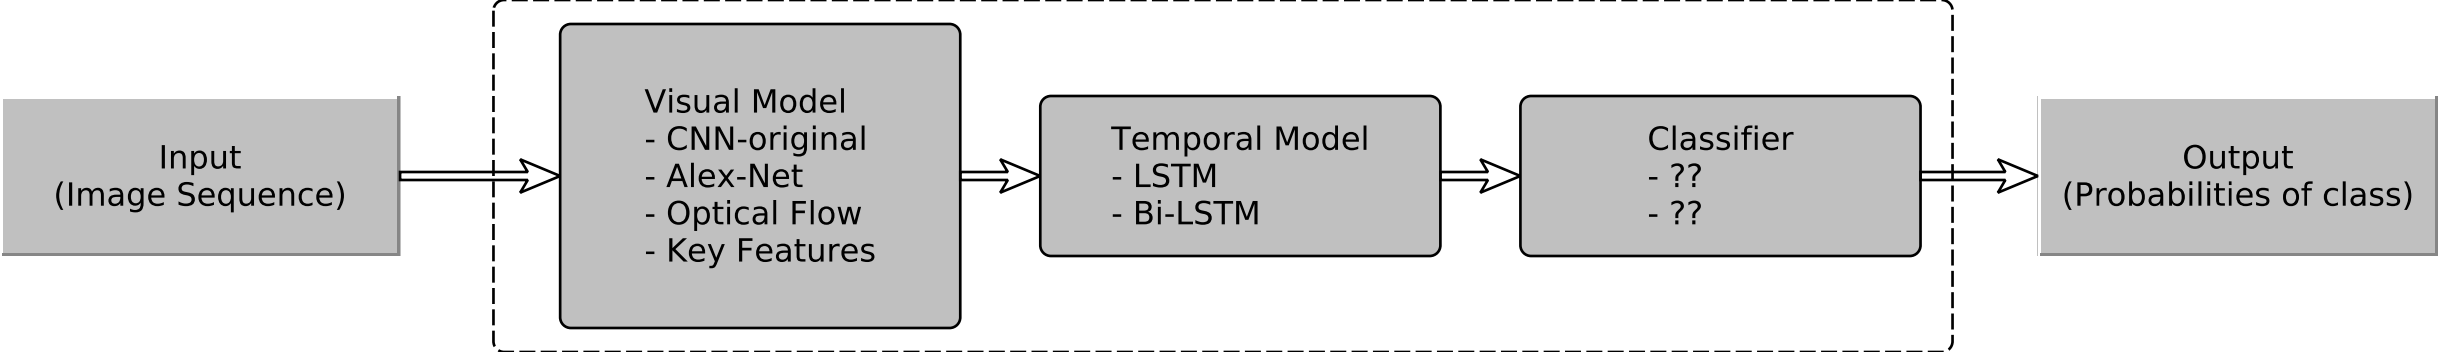 Input
(Image Sequence)
Visual Model
- CNN-original
- Alex-Net
- Optical Flow
- Key Features
Temporal Model
- LSTM
- Bi-LSTM
Classifier
- ??
- ??
Output
(Probabilities of class)